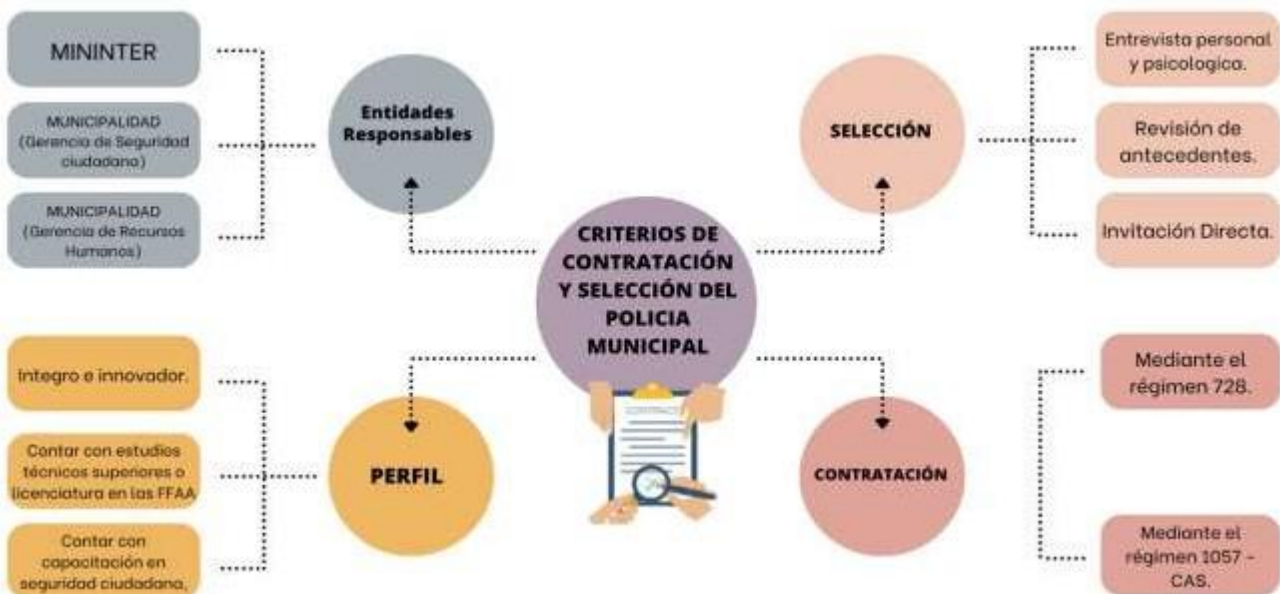 MININTER
MUNICIPALIDAD
(Gerencia de Seguridad
ciudadana)
MUNICIPALIDAD
(Gerencia de Recursos
Humanos)
Entidades
Responsables
SELECCIÓN
Entrevista personal
y psicologica.
Revisión de
antecedentes.
Invitación Directa.
CRITERIOS DE
CONTRATACIÓN
Y SELECCIÓN DEL
POLICIA
MUNICIPAL
Integro e innovador.
Contar con estudios
técnicos superiores o
licenciatura en las FFAA
Contar con
capacitación en
seguridad ciudadana,
PERFIL
CONTRATACIÓN
Mediante el
régimen 728.
Mediante el
régimen 1057 -
CAS.